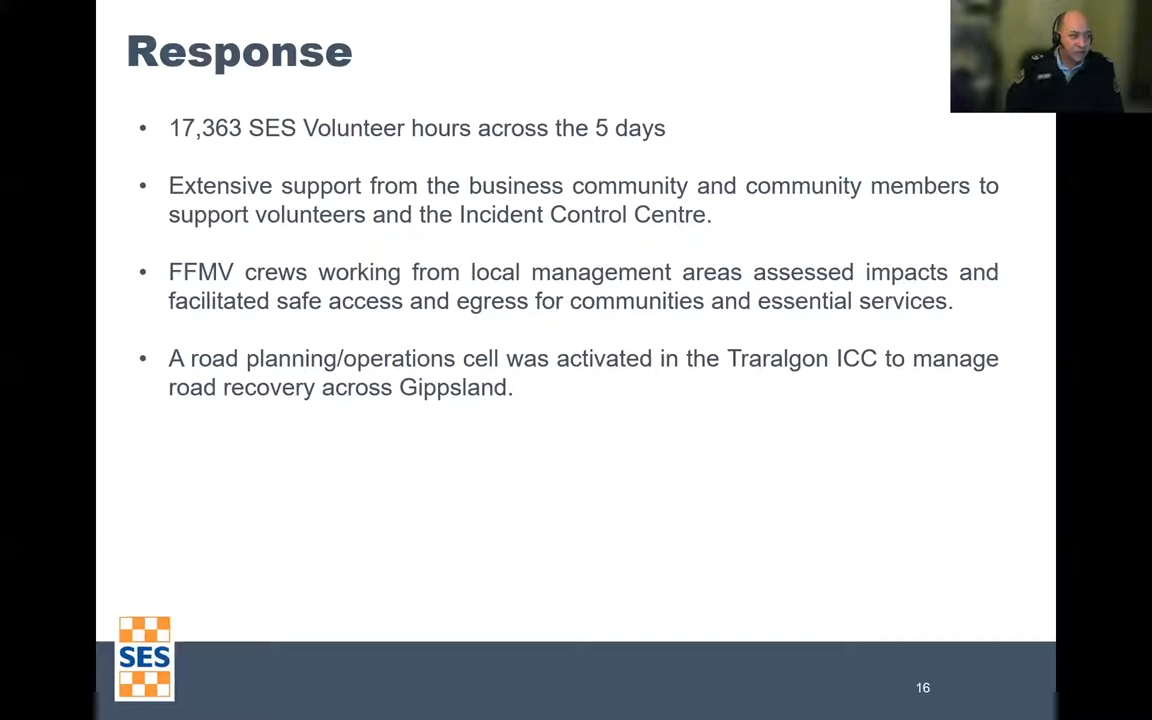 Response
• 17,363 SES Volunteer hours across the 5 days
• Extensive support from the business community and community members to
support volunteers and the Incident Control Centre.
• FFMV crews working from local management areas assessed impacts and
facilitated safe access and egress for communities and essential services.
• A road planning/operations cell was activated in the Traralgon ICC to manage
road recovery across Gippsland.
SES
16